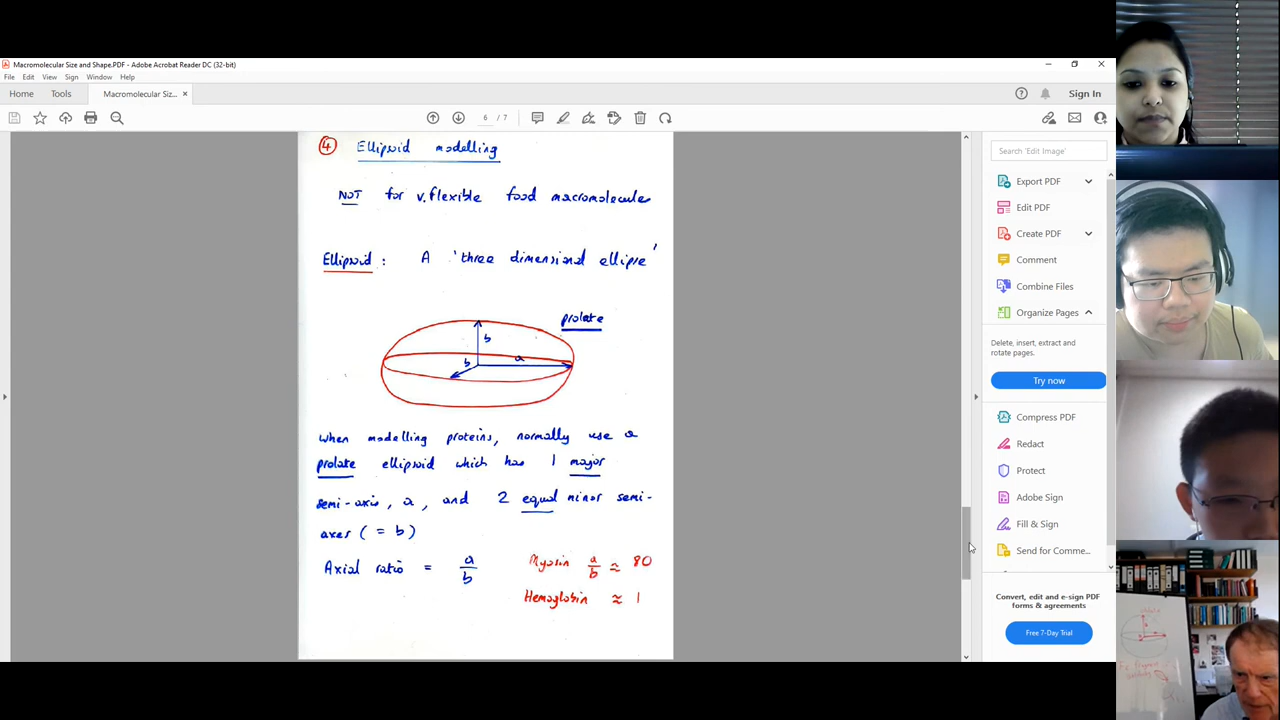 Macromolecular Size and Shape.PDF - Adobe Acrobat Reader DC (32-bit)
File Edit View Sign Window Help
Home Tools Macromolecular Siz... × Sign In
6 / 7
④ Ellipsoid modelling
NOT for v.flexible food macromolecules
Ellipsoid : A 'three dimensional ellipse'
prolate
b
b a
When modelling proteins, normally use a
prolate ellipsoid which has 1 major
semi-axis, a, and 2 equal minor semi-
axes ( = b)
Axial ratio = a/b
Myosin a/b ≈ 80
Hemoglobin ≈ 1
Search 'Edit Image'
Export PDF
Edit PDF
Create PDF
Comment
Combine Files
Organize Pages
Delete, insert, extract and
rotate pages.
Try now
Compress PDF
Redact
Protect
Adobe Sign
Fill & Sign
Send for Comme...
Convert, edit and e-sign PDF
forms & agreements
Free 7-Day Trial